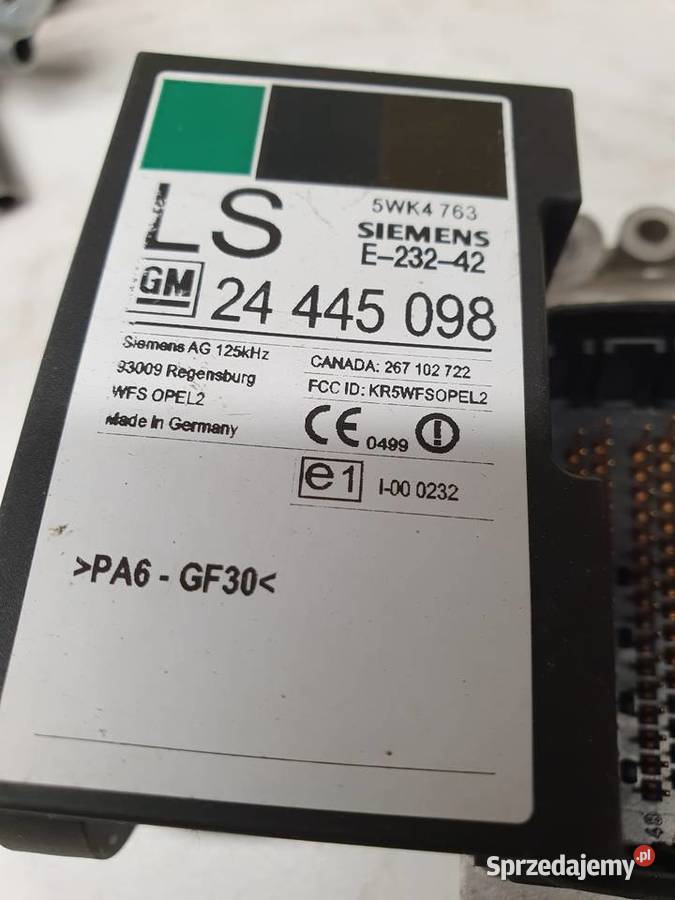 LS
5WK4 763
SIEMENS
E-232-42
GM 24 445 098
Siemens AG 125kHz
93009 Regensburg
WFS OPEL2
Made In Germany
CANADA: 267 102 722
FCC ID: KR5WFSOPEL2
CE 0499
e1 I-00 0232
>PA6 - GF30<
48
Sprzedajemy.pl